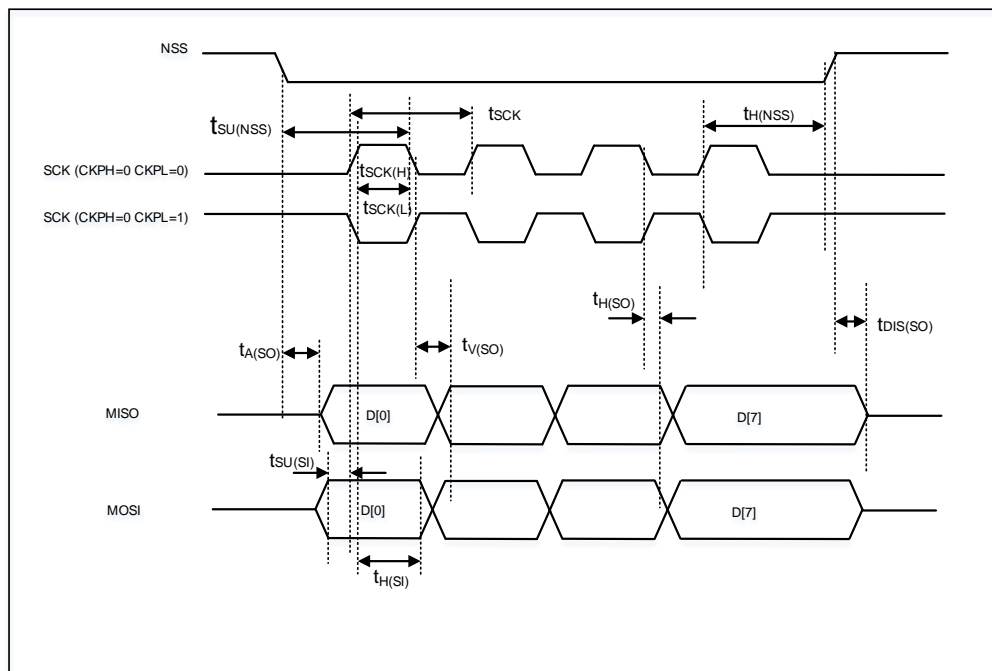 NSS
tSCK
tH(NSS)
tSU(NSS)
SCK (CKPH=0 CKPL=0)
tSCK(H)
tSCK(L)
SCK (CKPH=0 CKPL=1)
tH(SO)
tDIS(SO)
tV(SO)
tA(SO)
MISO
D[0]
D[7]
tSU(SI)
MOSI
D[0]
D[7]
tH(SI)